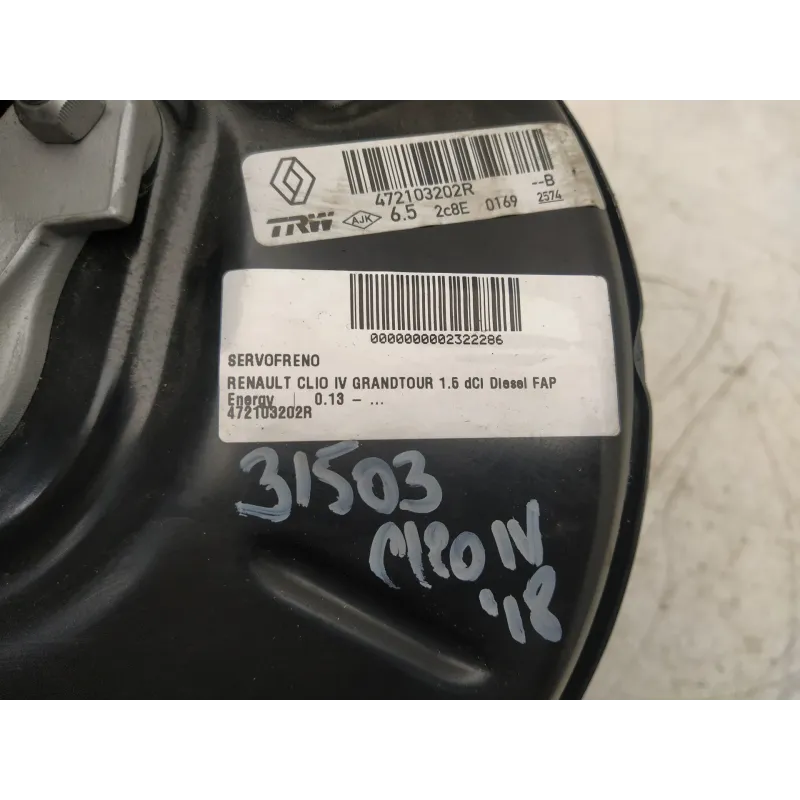 472103202R
--B
TRW AJK 6.5 2c8E 0169 2574
0000000002322286
SERVOFRENO
RENAULT CLIO IV GRANDTOUR 1.5 dCi Diesel FAP
Energy | 0.13 - ...
472103202R
31503
Clio IV
'18